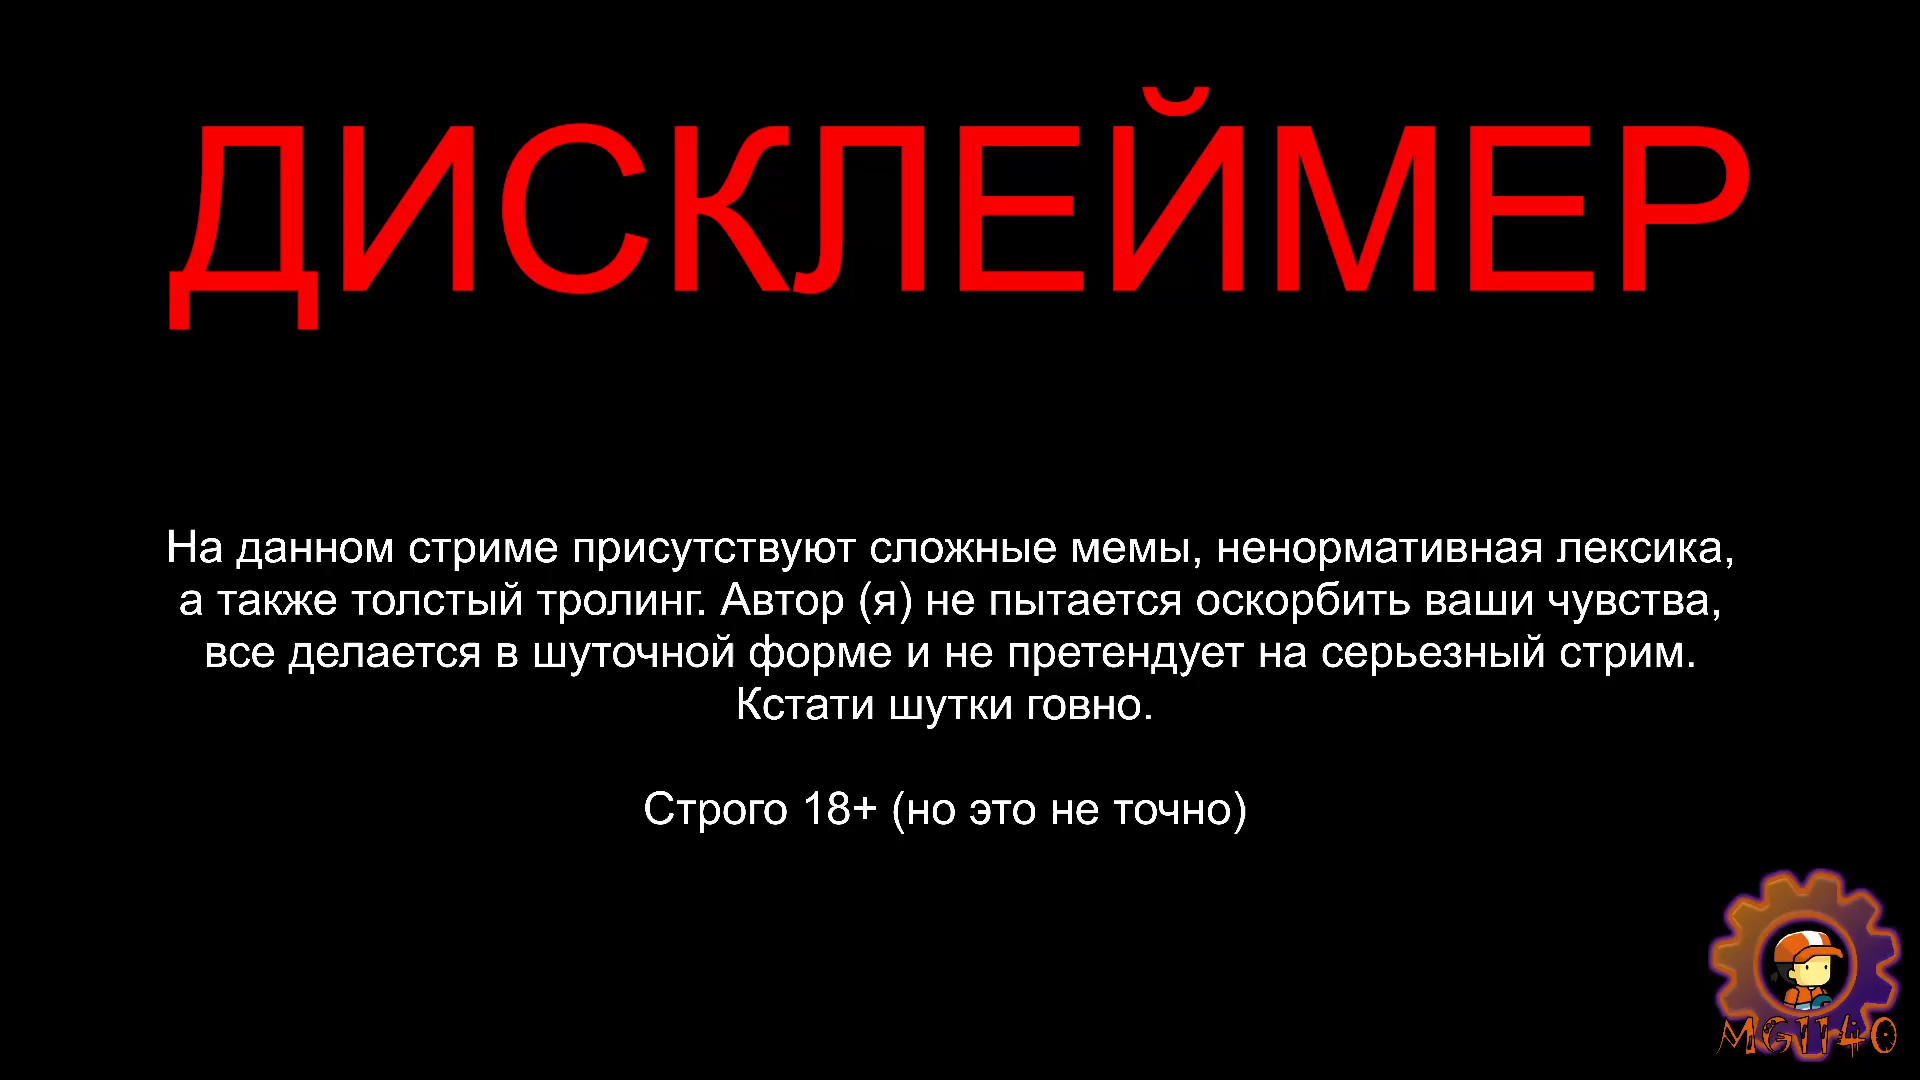 ДИСКЛЕЙМЕР
На данном стриме присутствуют сложные мемы, ненормативная лексика,
а также толстый тролинг. Автор (я) не пытается оскорбить ваши чувства,
все делается в шуточной форме и не претендует на серьезный стрим.
Кстати шутки говно.
Строго 18+ (но это не точно)
MG1140